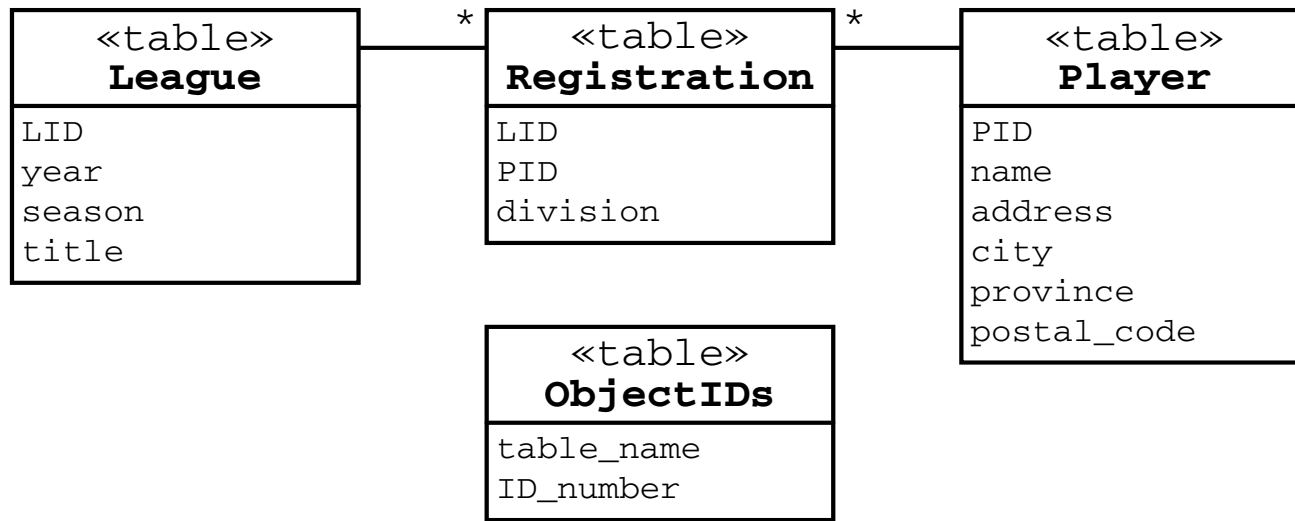 «table»
League
LID
year
season
title
*
«table»
Registration
LID
PID
division
*
«table»
Player
PID
name
address
city
province
postal_code
«table»
ObjectIDs
table_name
ID_number